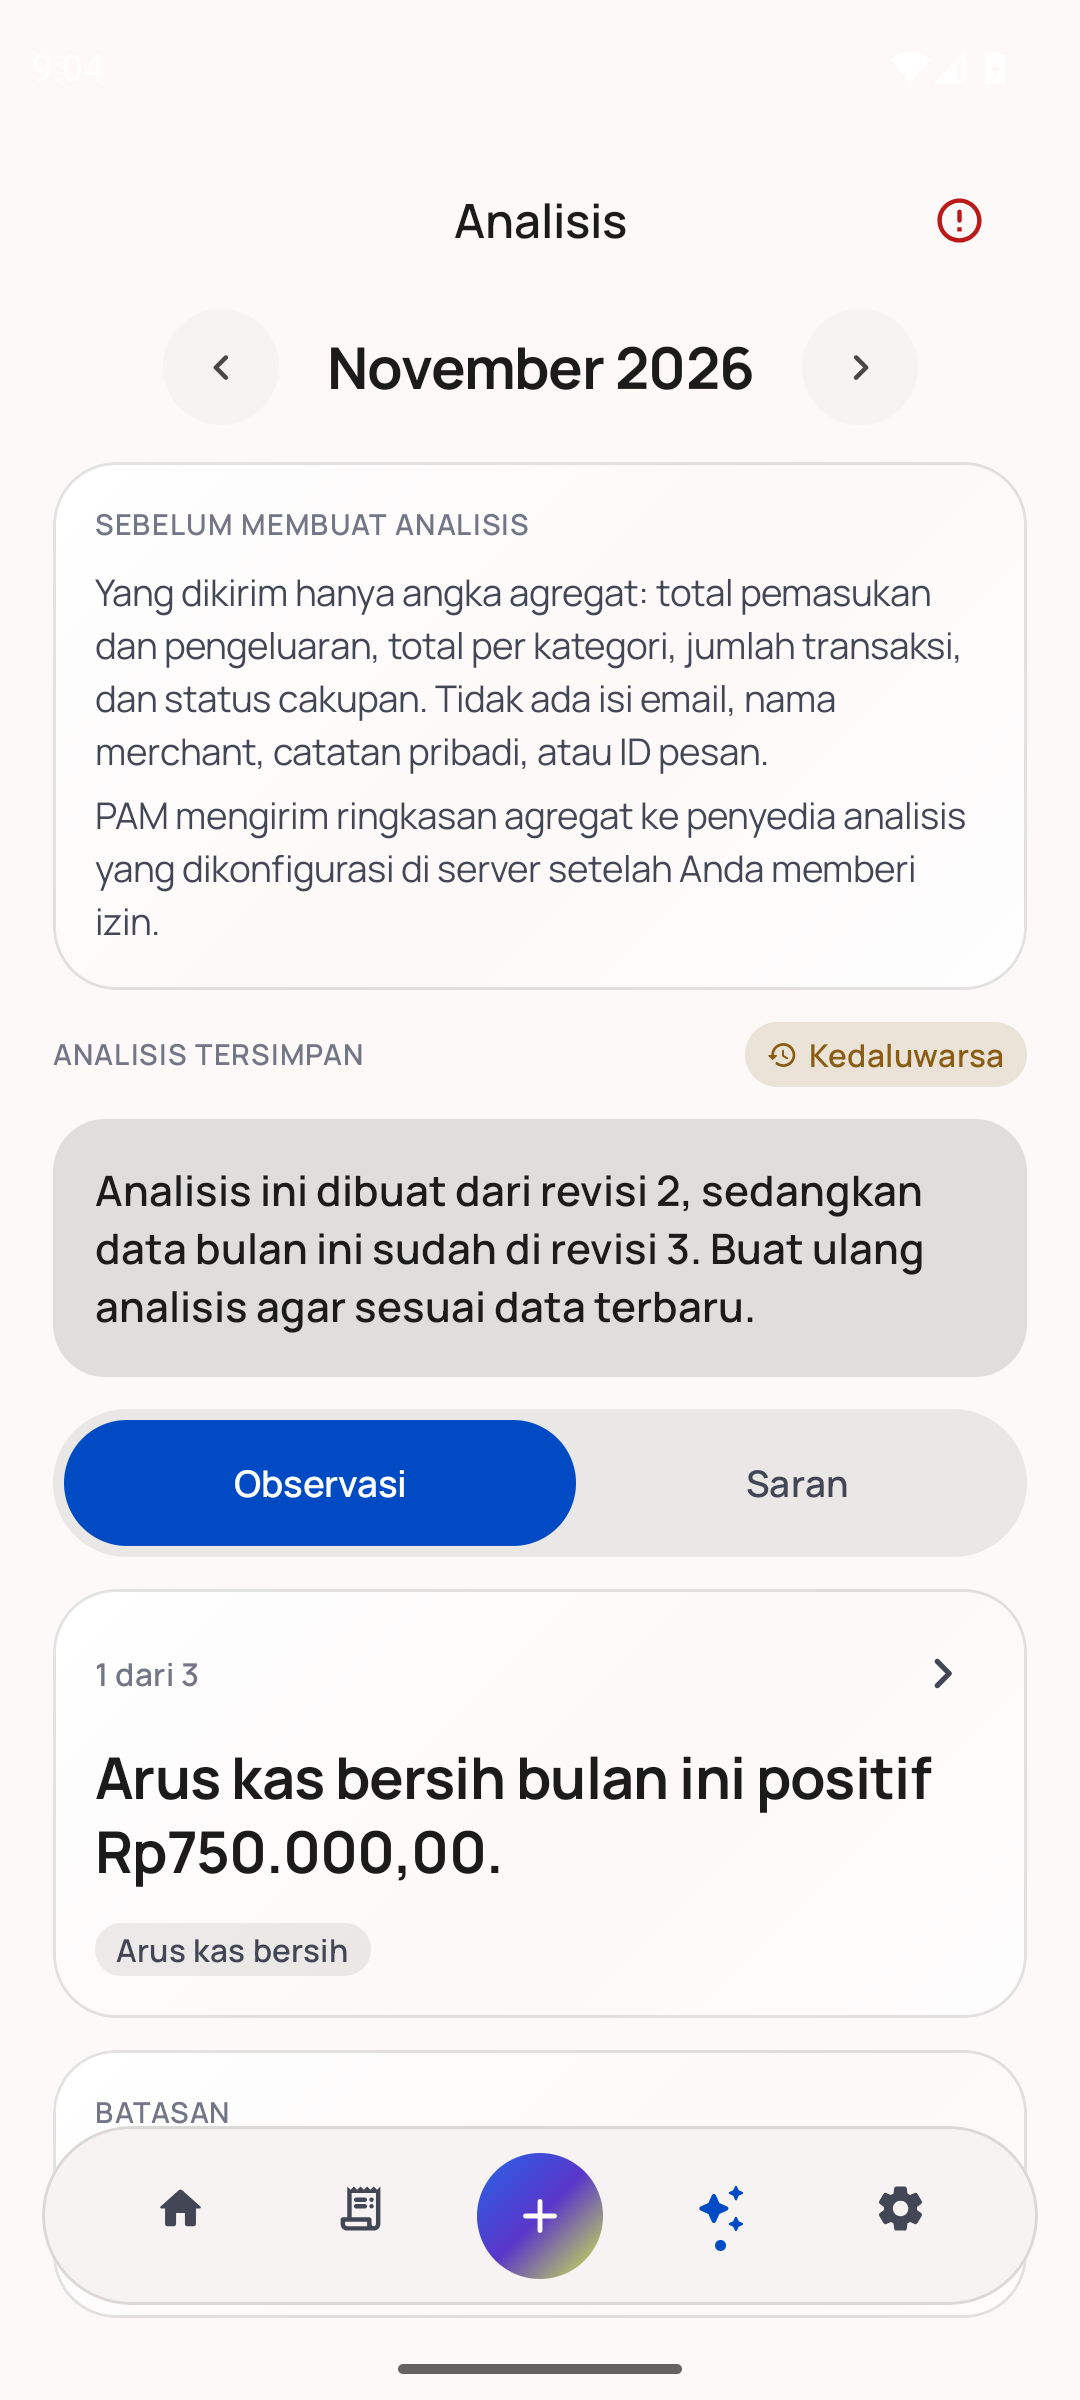 9:04
Analisis
November 2026
SEBELUM MEMBUAT ANALISIS
Yang dikirim hanya angka agregat: total pemasukan
dan pengeluaran, total per kategori, jumlah transaksi,
dan status cakupan. Tidak ada isi email, nama
merchant, catatan pribadi, atau ID pesan.
PAM mengirim ringkasan agregat ke penyedia analisis
yang dikonfigurasi di server setelah Anda memberi
izin.
ANALISIS TERSIMPAN
Kedaluwarsa
Analisis ini dibuat dari revisi 2, sedangkan
data bulan ini sudah di revisi 3. Buat ulang
analisis agar sesuai data terbaru.
Observasi
Saran
1 dari 3
Arus kas bersih bulan ini positif
Rp750.000,00.
Arus kas bersih
BATASAN